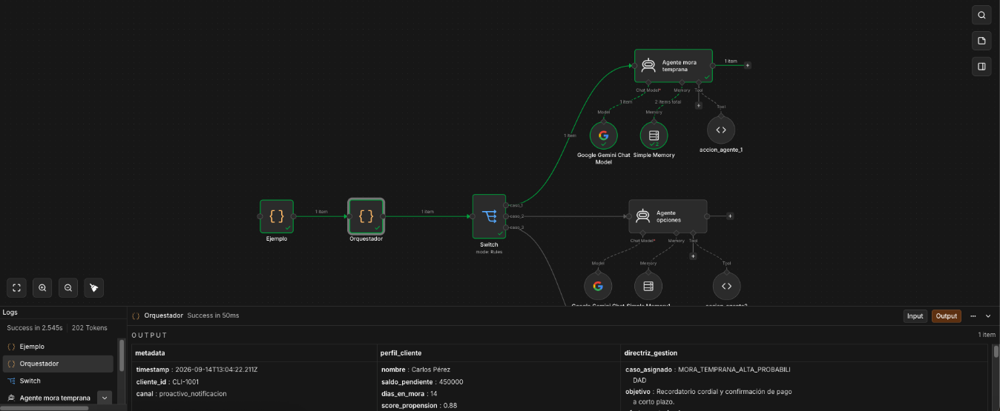 Agente mora
temprana
1 item
Chat Model*
Memory
Tool
1 item
2 items total
Model
Memory
Tool
1 item
Google Gemini Chat
Model
Simple Memory
accion_agente_1
1 item
1 item
caso_1
caso_2
caso_3
Agente
opciones
Ejemplo
Orquestador
Switch
mode: Rules
Chat Model*
Memory
Tool
Model
Memory
Tool
Google Gemini Chat
Simple Memory1
accion_agente2
Logs
Orquestador
Success in 50ms
Input
Output
Success in 2.545s
202 Tokens
OUTPUT
1 item
Ejemplo
Orquestador
Switch
Agente mora temprana
metadata
perfil_cliente
directriz_gestion
timestamp : 2026-09-14T13:04:22.211Z
nombre : Carlos Pérez
caso_asignado : MORA_TEMPRANA_ALTA_PROBABILI
DAD
cliente_id : CLI-1001
saldo_pendiente : 450000
canal : proactivo_notificacion
dias_en_mora : 14
objetivo : Recordatorio cordial y confirmación de pago
a corto plazo.
score_propension : 0.88